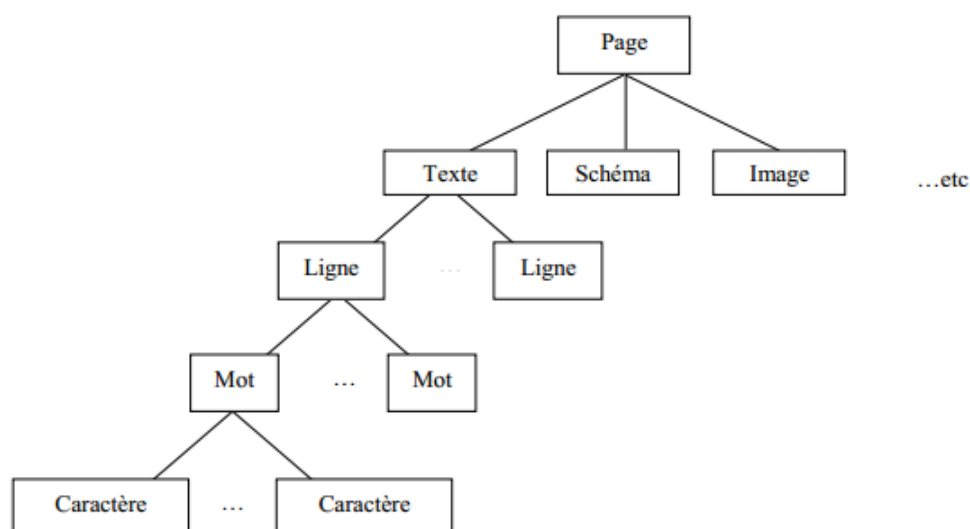 Page
Texte Schéma Image …etc
Ligne … Ligne
Mot … Mot
Caractère … Caractère